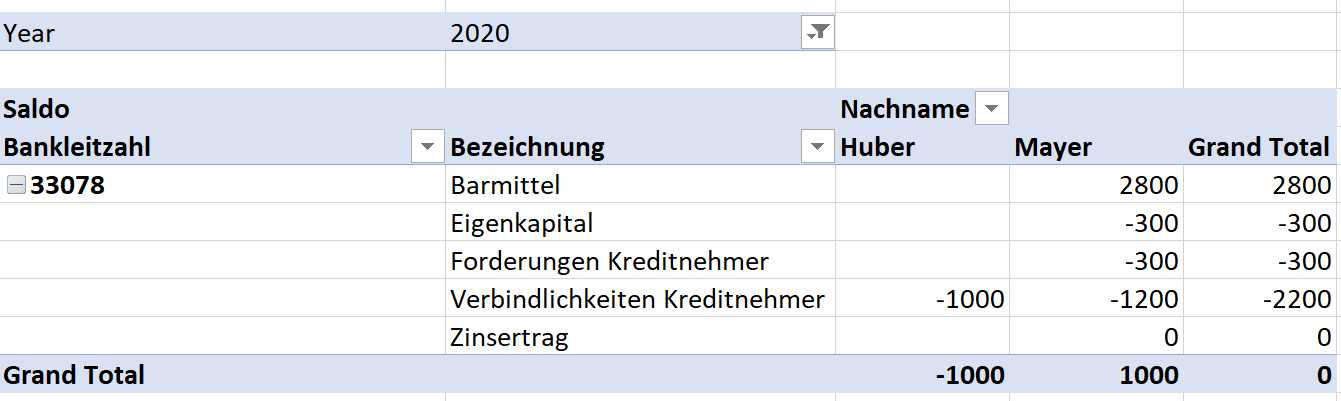 Year 2020
Saldo Nachname
Bankleitzahl Bezeichnung Huber Mayer Grand Total
33078 Barmittel 2800 2800
Eigenkapital -300 -300
Forderungen Kreditnehmer -300 -300
Verbindlichkeiten Kreditnehmer -1000 -1200 -2200
Zinsertrag 0 0
Grand Total -1000 1000 0